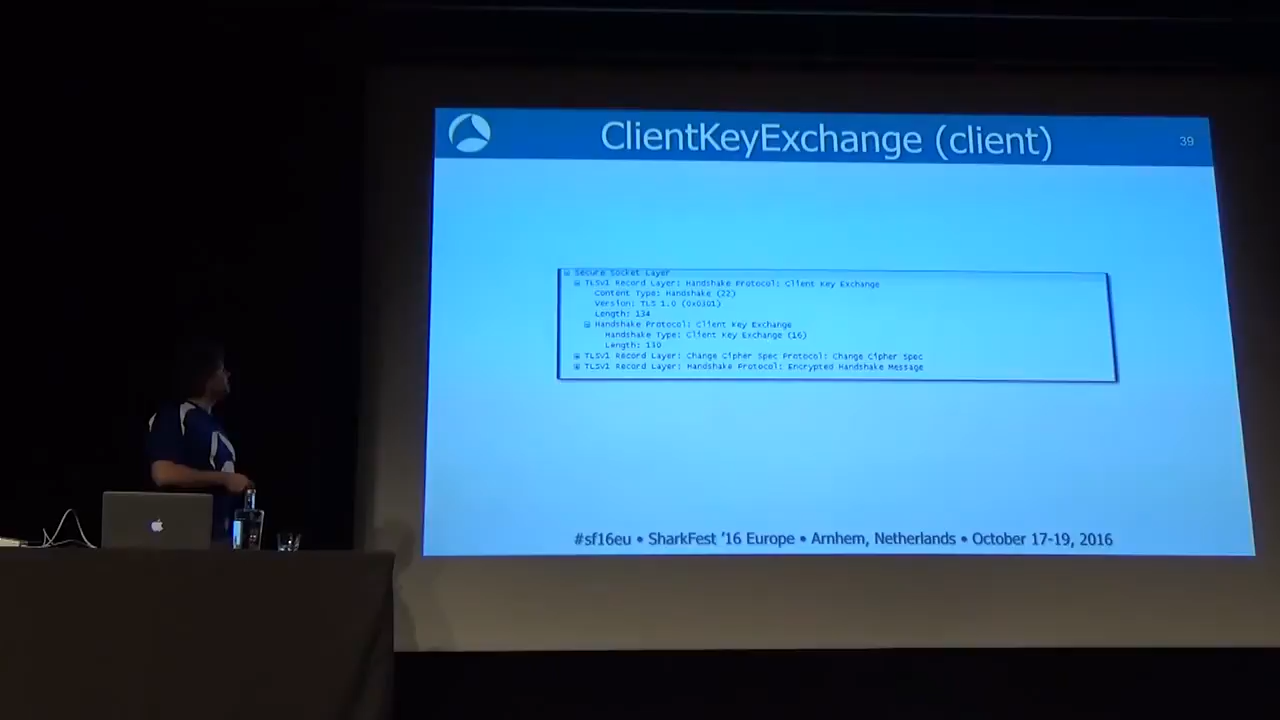 ClientKeyExchange (client)
39
Secure Socket Layer
TLSv1 Record Layer: Handshake Protocol: Client Key Exchange
Content Type: Handshake (22)
Version: TLS 1.0 (0x0301)
Length: 134
Handshake Protocol: Client Key Exchange
Handshake Type: Client Key Exchange (16)
Length: 130
TLSv1 Record Layer: Change Cipher Spec Protocol: Change Cipher Spec
TLSv1 Record Layer: Handshake Protocol: Encrypted Handshake Message
#sf16eu • SharkFest '16 Europe • Arnhem, Netherlands • October 17-19, 2016